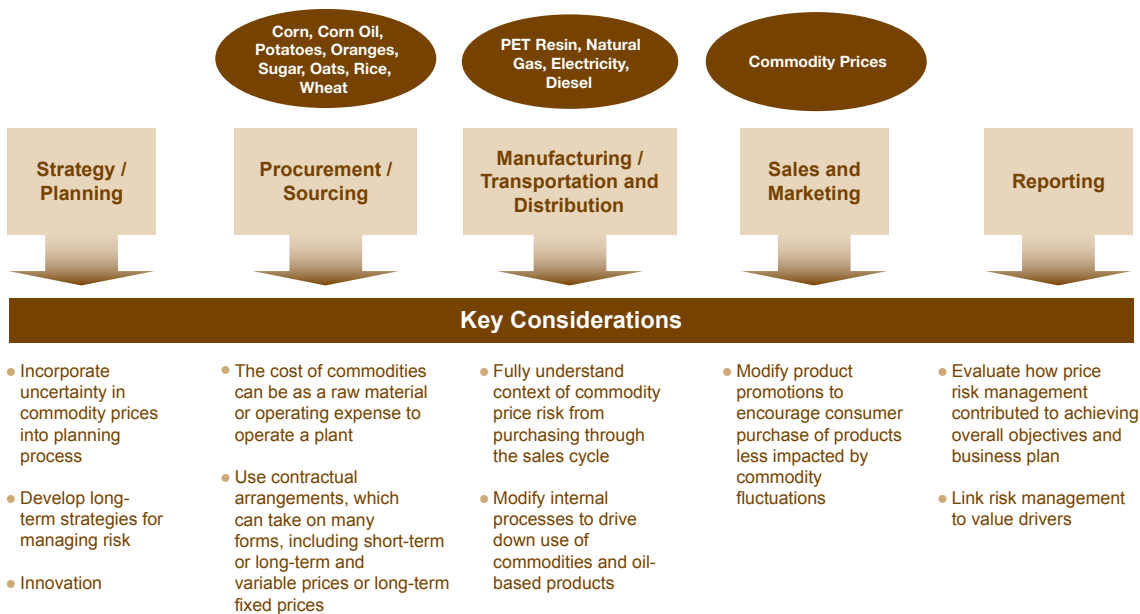 Corn, Corn Oil,
Potatoes, Oranges,
Sugar, Oats, Rice,
Wheat
PET Resin, Natural
Gas, Electricity,
Diesel
Commodity Prices
Strategy /
Planning
Procurement /
Sourcing
Manufacturing /
Transportation and
Distribution
Sales and
Marketing
Reporting
Key Considerations
• Incorporate
uncertainty in
commodity prices
into planning
process
• Develop long-
term strategies for
managing risk
• Innovation
• The cost of commodities
can be as a raw material
or operating expense to
operate a plant
• Use contractual
arrangements, which
can take on many
forms, including short-term
or long-term and
variable prices or long-term
fixed prices
• Fully understand
context of commodity
price risk from
purchasing through
the sales cycle
• Modify internal
processes to drive
down use of
commodities and oil-
based products
• Modify product
promotions to
encourage consumer
purchase of products
less impacted by
commodity
fluctuations
• Evaluate how price
risk management
contributed to achieving
overall objectives and
business plan
• Link risk management
to value drivers